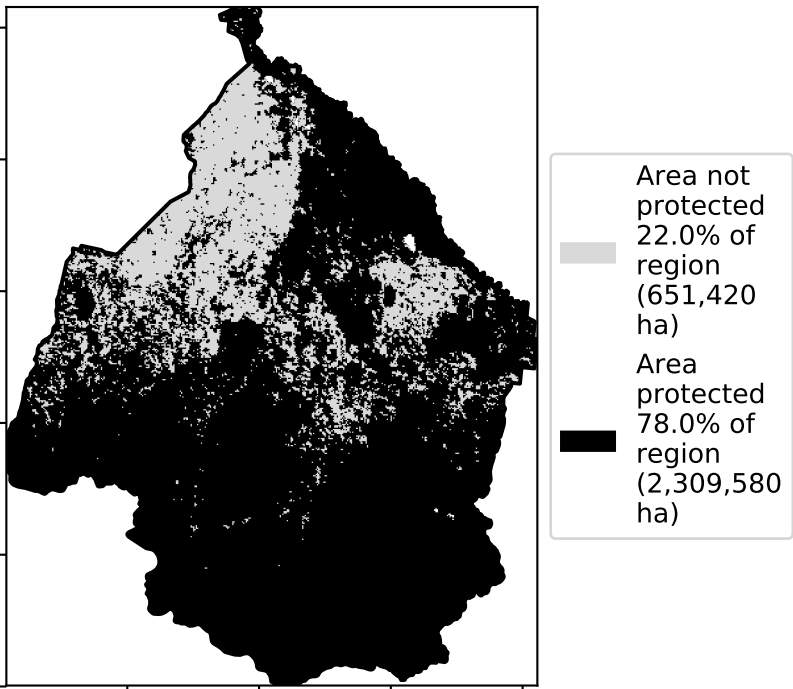 Area not
protected
22.0% of
region
(651,420
ha)
Area
protected
78.0% of
region
(2,309,580
ha)